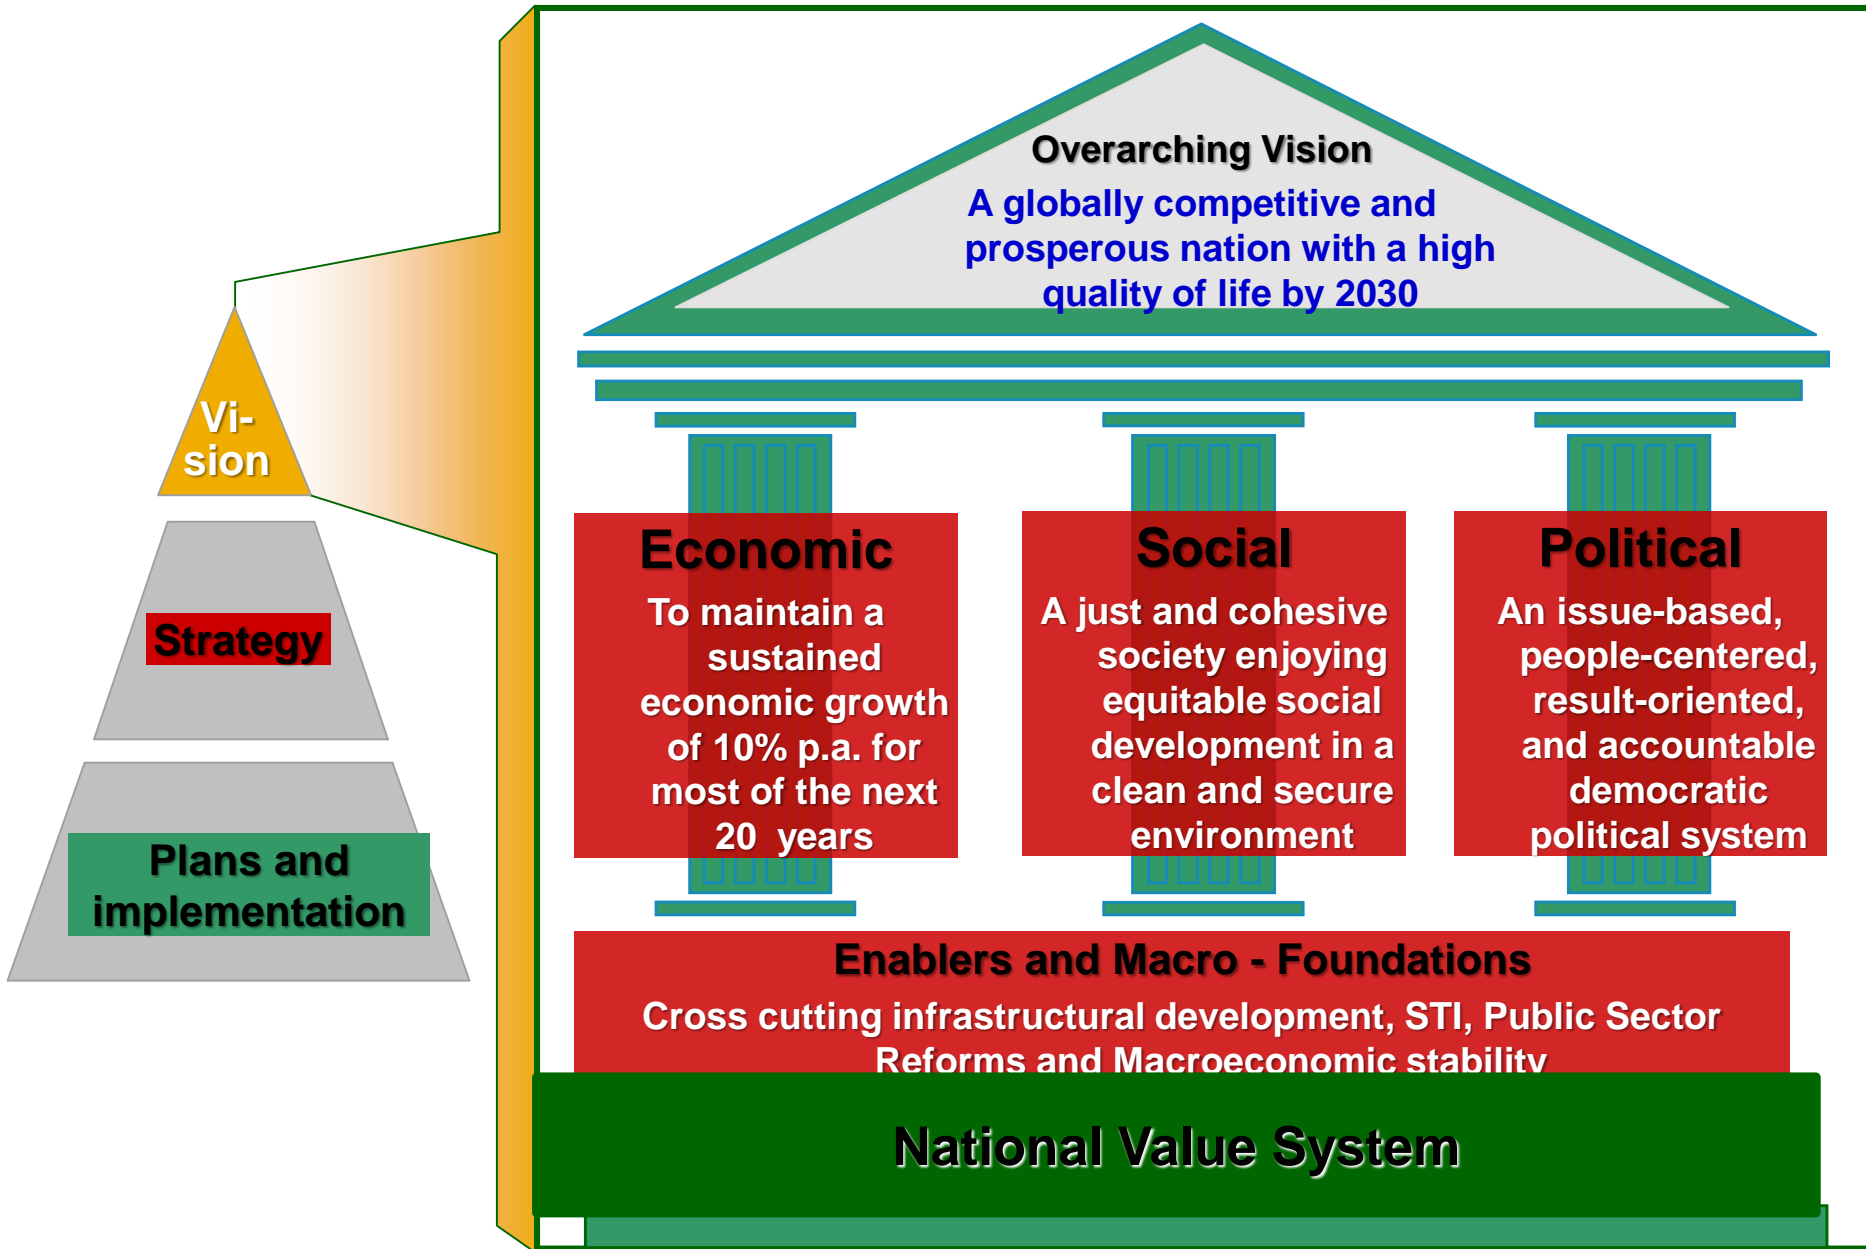 Vi-
sion
Strategy
Plans and
implementation
Overarching Vision
A globally competitive and
prosperous nation with a high
quality of life by 2030
Economic
To maintain a
sustained
economic growth
of 10% p.a. for
most of the next
20 years
Social
A just and cohesive
society enjoying
equitable social
development in a
clean and secure
environment
Political
An issue-based,
people-centered,
result-oriented,
and accountable
democratic
political system
Enablers and Macro - Foundations
Cross cutting infrastructural development, STI, Public Sector
Reforms and Macroeconomic stability
National Value System